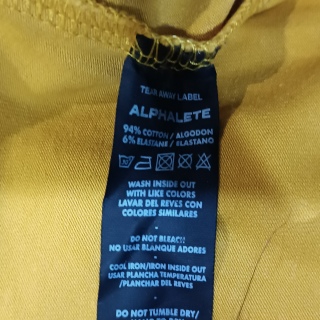 TEAR AWAY LABEL
ALPHALETE
94% COTTON / ALGODON
6% ELASTANE / ELASTANO
WASH INSIDE OUT
WITH LIKE COLORS
LAVAR DEL REVES CON
COLORES SIMILARES
-
DO NOT BLEACH
NO USAR BLANQUE ADORES
-
COOL IRON/IRON INSIDE OUT
USAR PLANCHA TEMPERATURA
/PLANCHAR DEL REVES
-
DO NOT TUMBLE DRY/